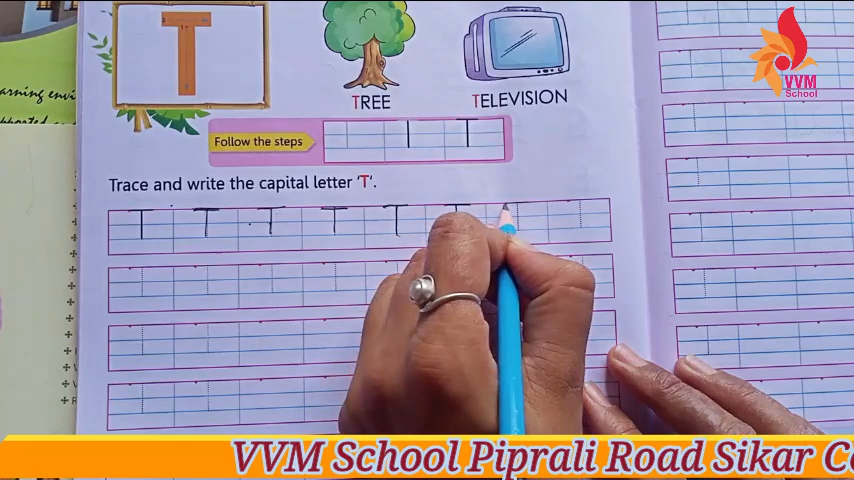 T
TREE
TELEVISION
Follow the steps
T T
Trace and write the capital letter 'T'.
T T T T T T
VVM
School
VVM School Piprali Road Sikar